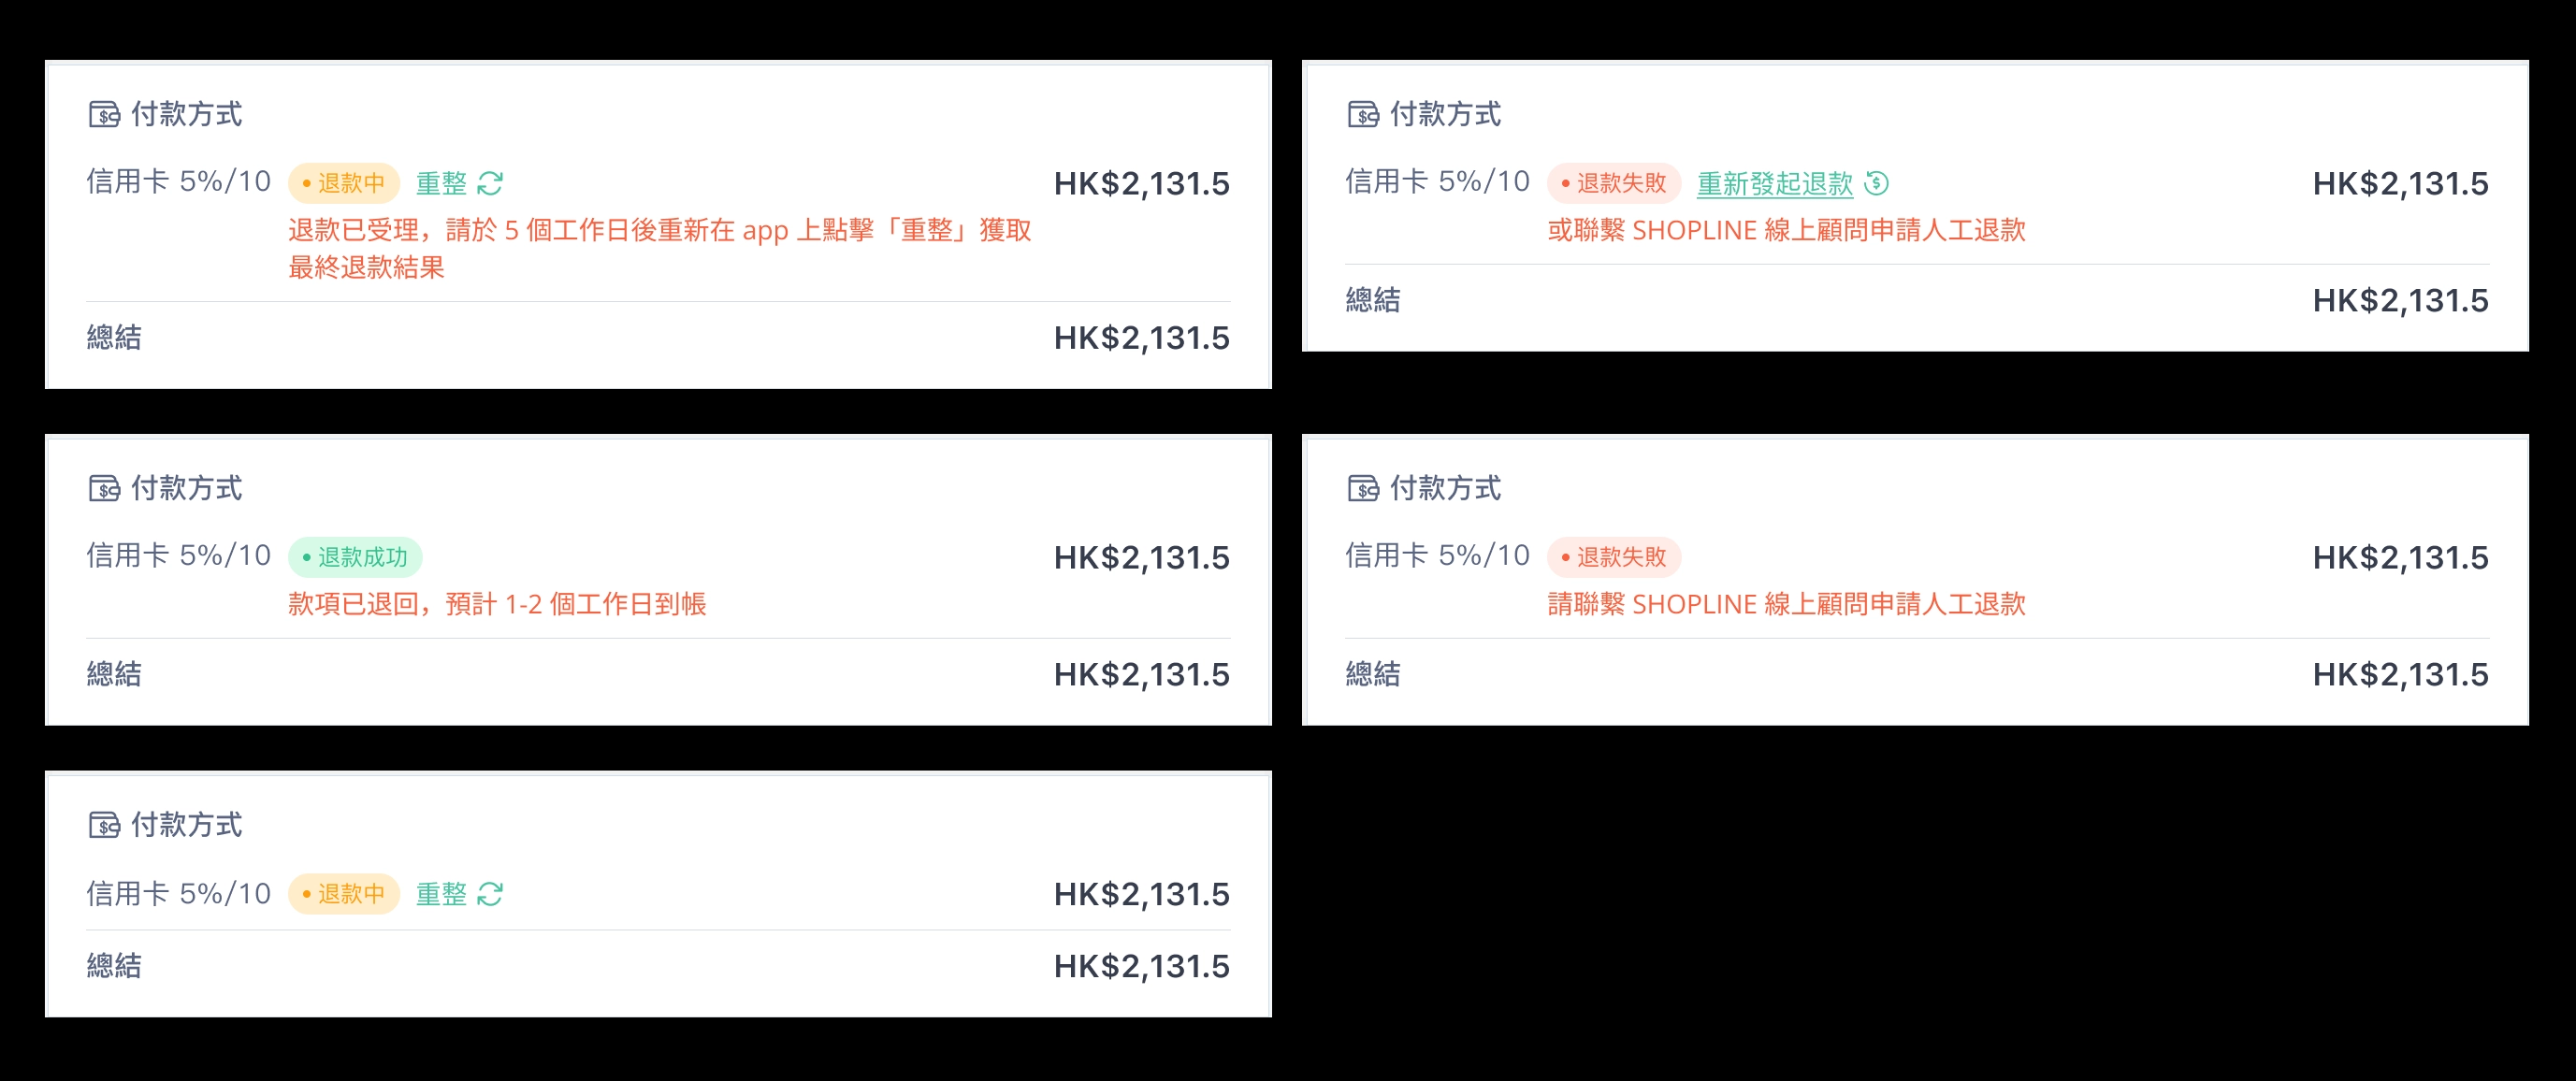 付款方式
信用卡 5%/10 退款中 重整 HK$2,131.5
退款已受理，請於 5 個工作日後重新在 app 上點擊「重整」獲取
最終退款結果
總結 HK$2,131.5
付款方式
信用卡 5%/10 退款失敗 重新發起退款 HK$2,131.5
或聯繫 SHOPLINE 線上顧問申請人工退款
總結 HK$2,131.5
付款方式
信用卡 5%/10 退款成功 HK$2,131.5
款項已退回，預計 1-2 個工作日到帳
總結 HK$2,131.5
付款方式
信用卡 5%/10 退款失敗 HK$2,131.5
請聯繫 SHOPLINE 線上顧問申請人工退款
總結 HK$2,131.5
付款方式
信用卡 5%/10 退款中 重整 HK$2,131.5
總結 HK$2,131.5